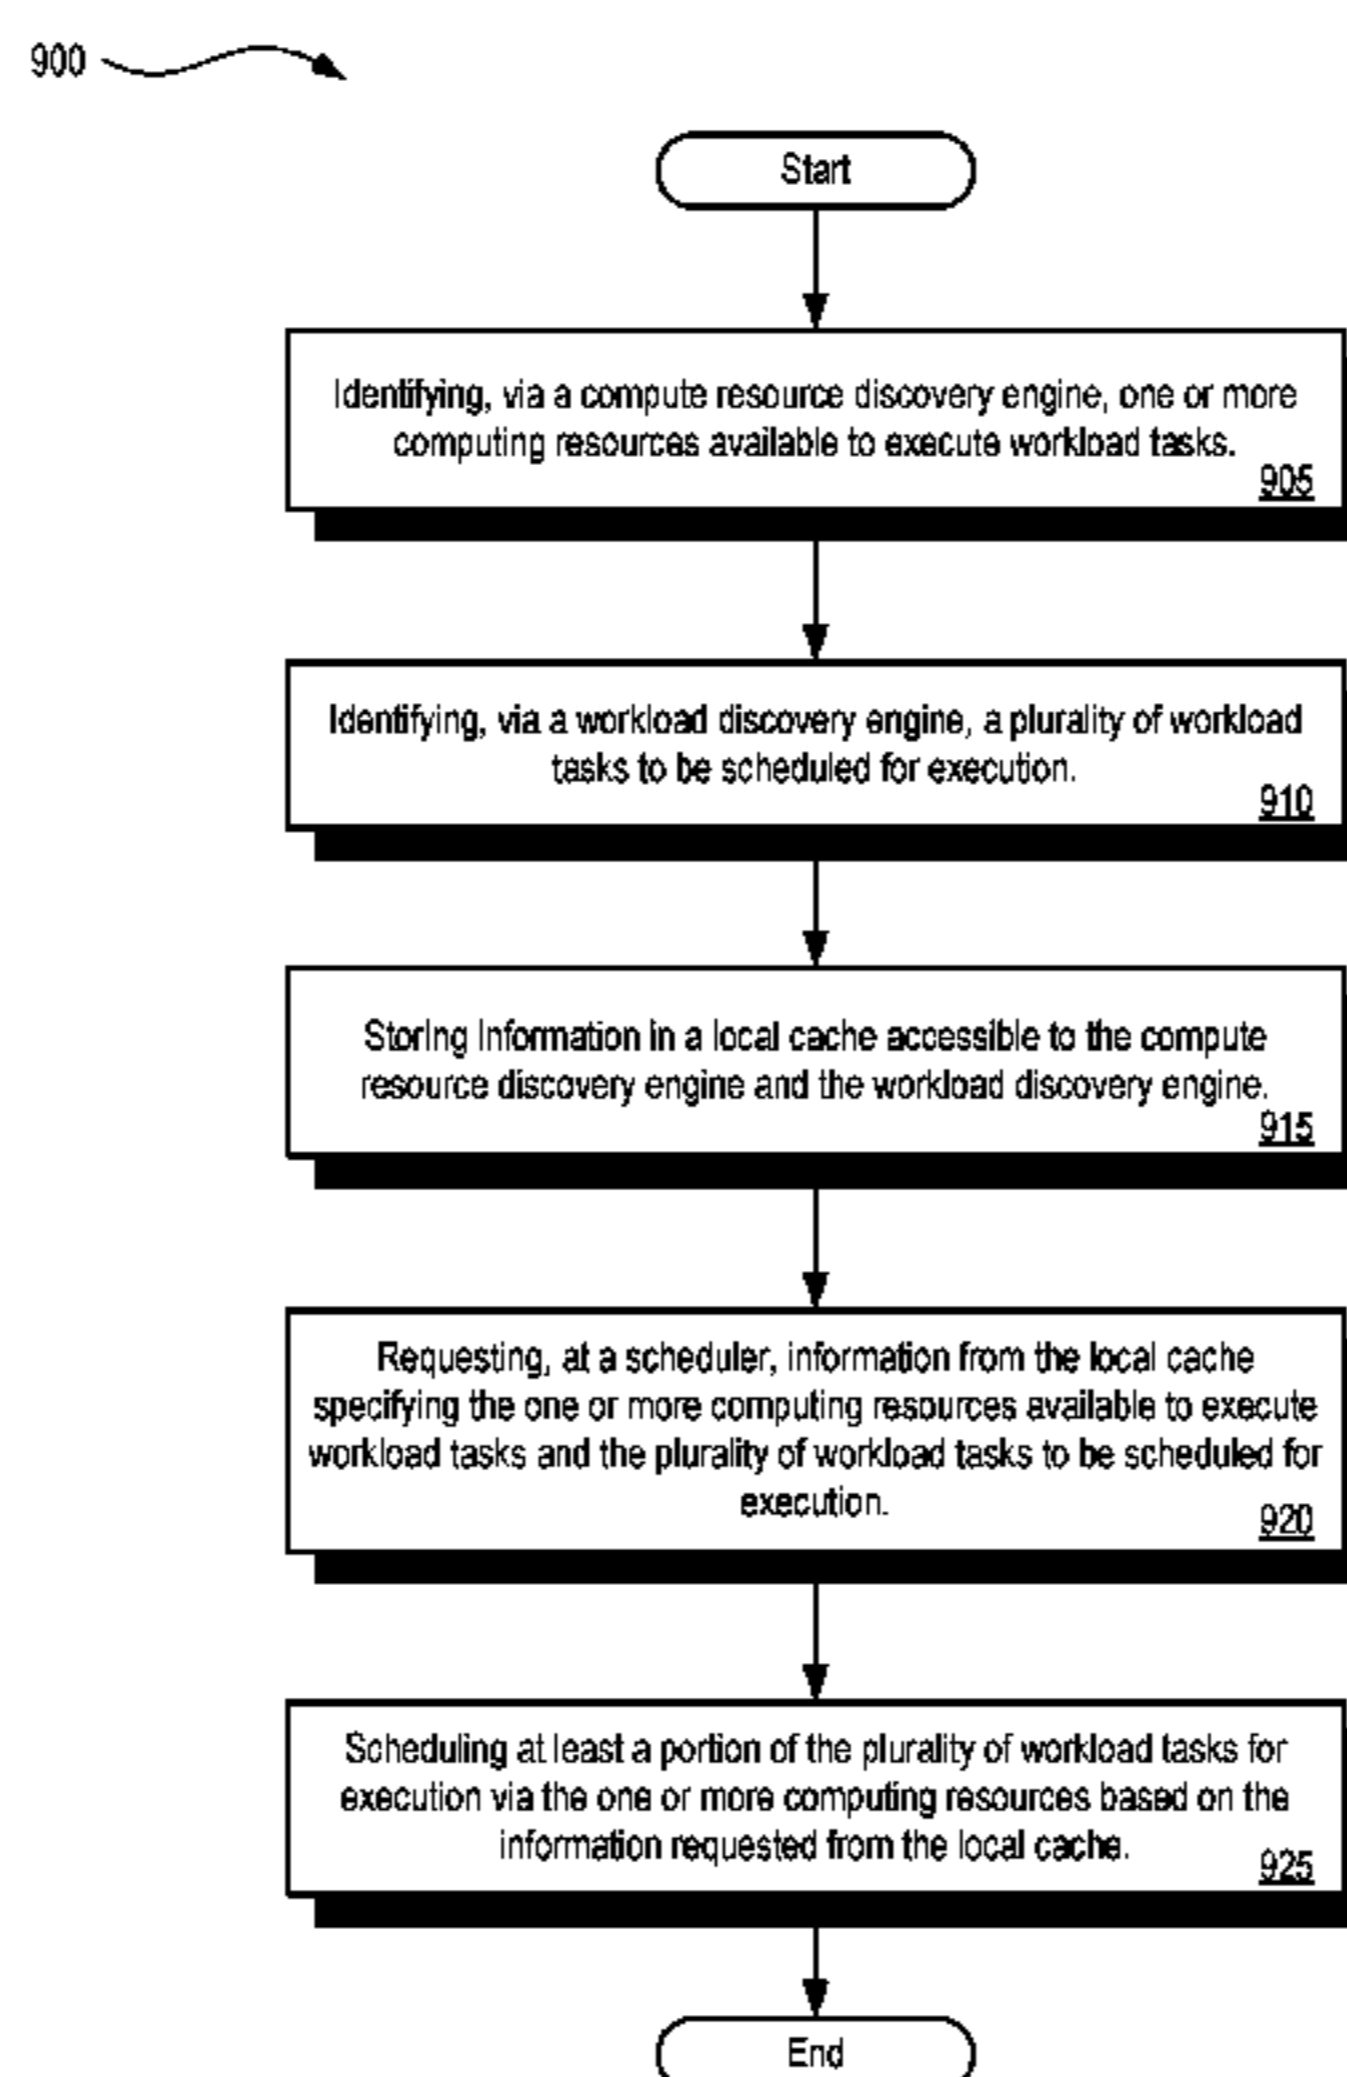 900
Start
Identifying, via a compute resource discovery engine, one or more
computing resources available to execute workload tasks.
905
Identifying, via a workload discovery engine, a plurality of workload
tasks to be scheduled for execution.
910
Storing information in a local cache accessible to the compute
resource discovery engine and the workload discovery engine.
915
Requesting, at a scheduler, information from the local cache
specifying the one or more computing resources available to execute
workload tasks and the plurality of workload tasks to be scheduled for
execution.
920
Scheduling at least a portion of the plurality of workload tasks for
execution via the one or more computing resources based on the
information requested from the local cache.
925
End